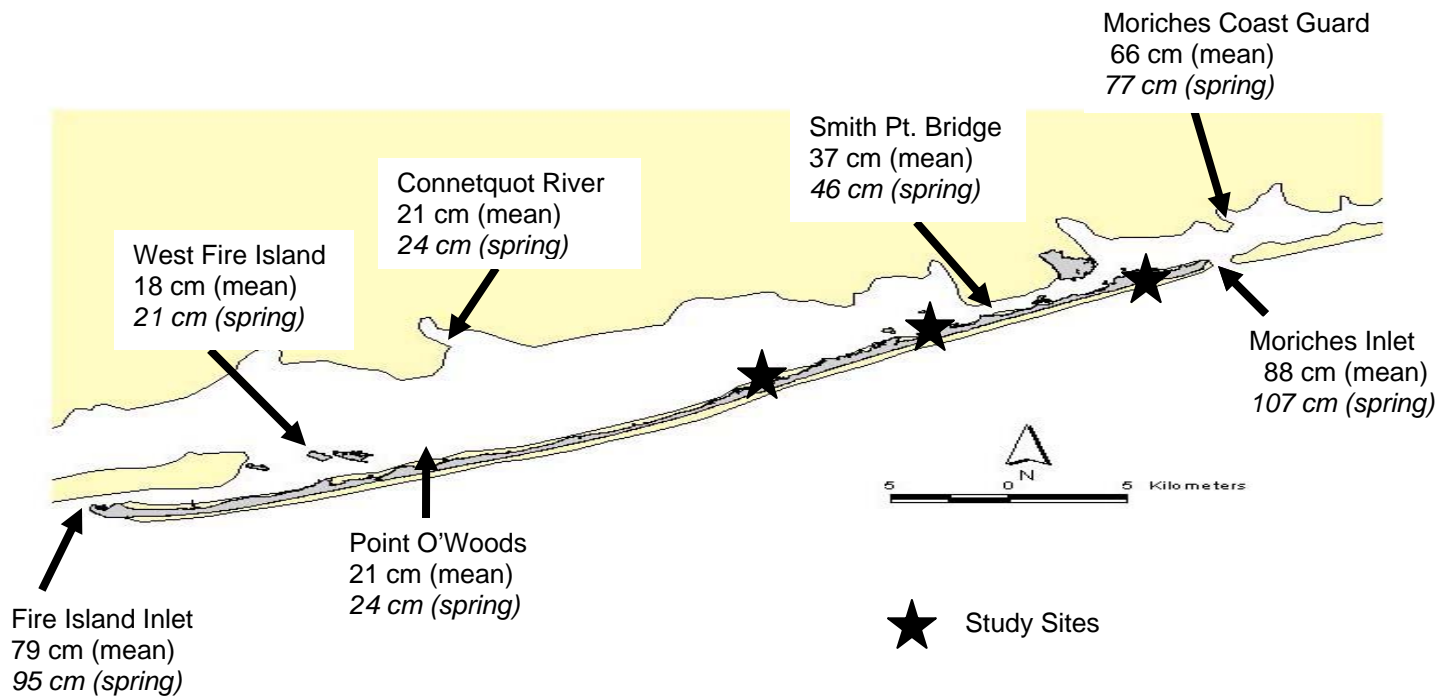 Moriches Coast Guard
66 cm (mean)
77 cm (spring)
Smith Pt. Bridge
37 cm (mean)
46 cm (spring)
Connetquot River
21 cm (mean)
24 cm (spring)
West Fire Island
18 cm (mean)
21 cm (spring)
Moriches Inlet
88 cm (mean)
107 cm (spring)
N
5 0 5 Kilometers
Point O'Woods
21 cm (mean)
24 cm (spring)
Fire Island Inlet
79 cm (mean)
95 cm (spring)
Study Sites